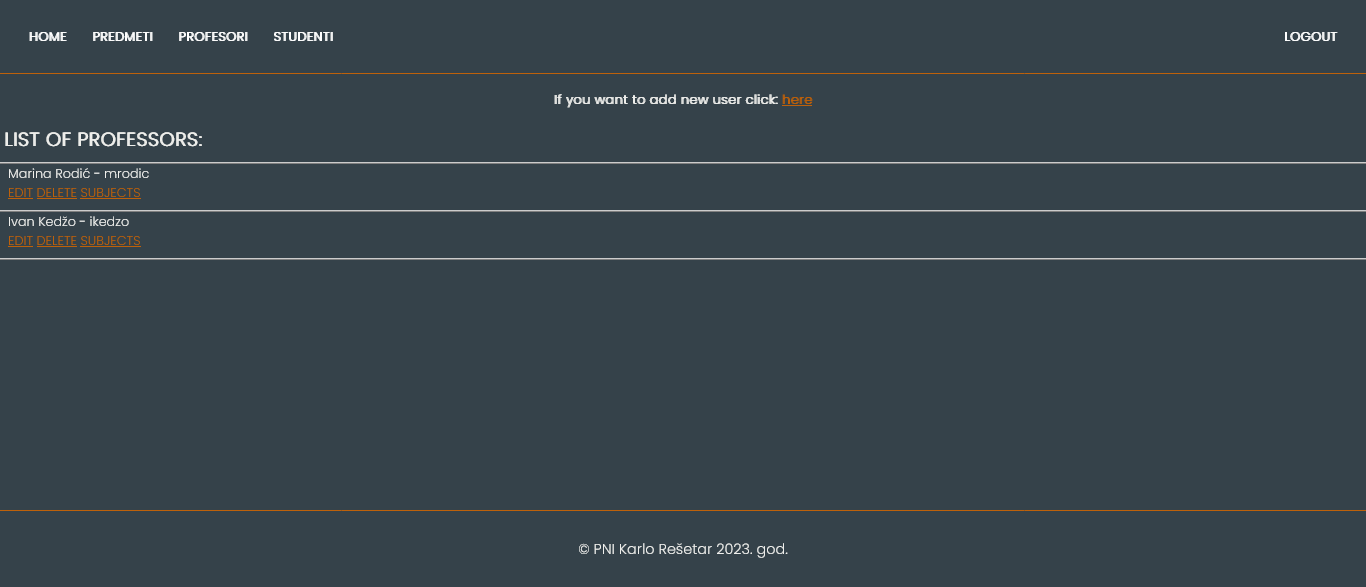 HOME PREDMETI PROFESORI STUDENTI LOGOUT
If you want to add new user click: here
LIST OF PROFESSORS:
Marina Rodić - mrodic
EDIT DELETE SUBJECTS
Ivan Kedžo - ikedzo
EDIT DELETE SUBJECTS
© PNI Karlo Rešetar 2023. god.